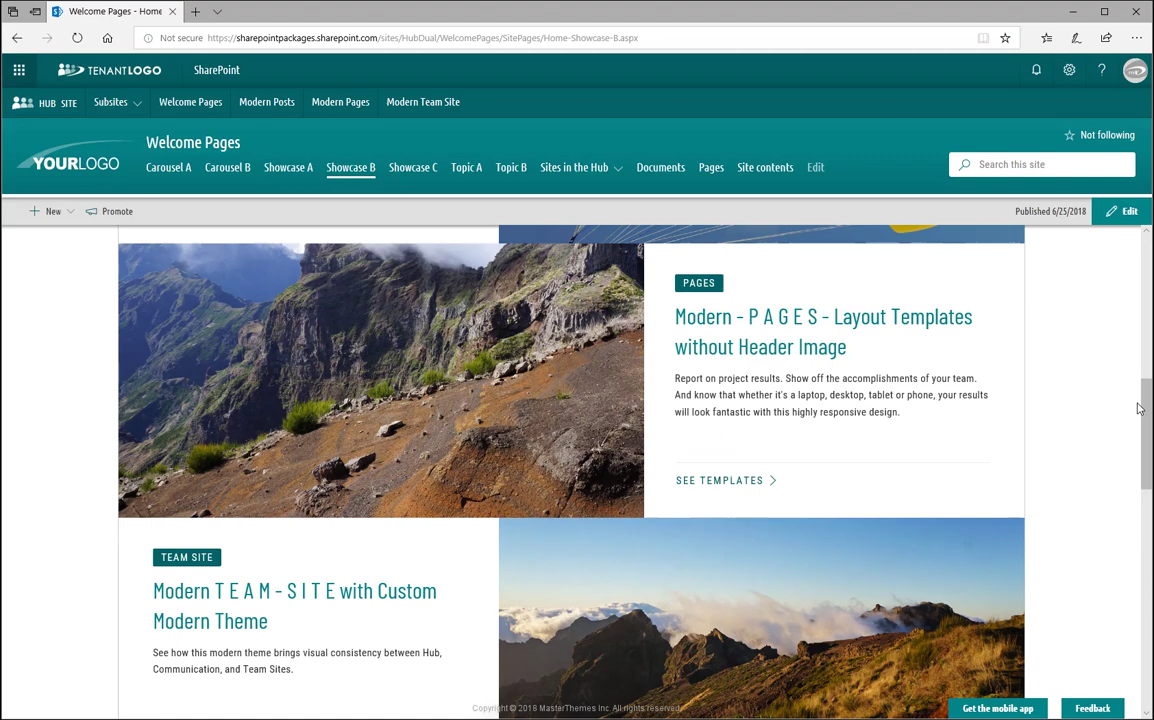 Welcome Pages - Home
Not secure https://sharepointpackages.sharepoint.com/sites/HubDual/WelcomePages/SitePages/Home-Showcase-B.aspx
TENANTLOGO SharePoint
HUB SITE Subsites Welcome Pages Modern Posts Modern Pages Modern Team Site
Not following
Welcome Pages
YOURLOGO
Carousel A Carousel B Showcase A Showcase B Showcase C Topic A Topic B Sites in the Hub Documents Pages Site contents Edit
Search this site
New Promote Published 6/25/2018 Edit
PAGES
Modern - P A G E S - Layout Templates
without Header Image
Report on project results. Show off the accomplishments of your team.
And know that whether it's a laptop, desktop, tablet or phone, your results
will look fantastic with this highly responsive design.
SEE TEMPLATES
TEAM SITE
Modern T E A M - S I T E with Custom
Modern Theme
See how this modern theme brings visual consistency between Hub,
Communication, and Team Sites.
Copyright © 2018 MasterThemes Inc. All rights reserved.
Get the mobile app Feedback